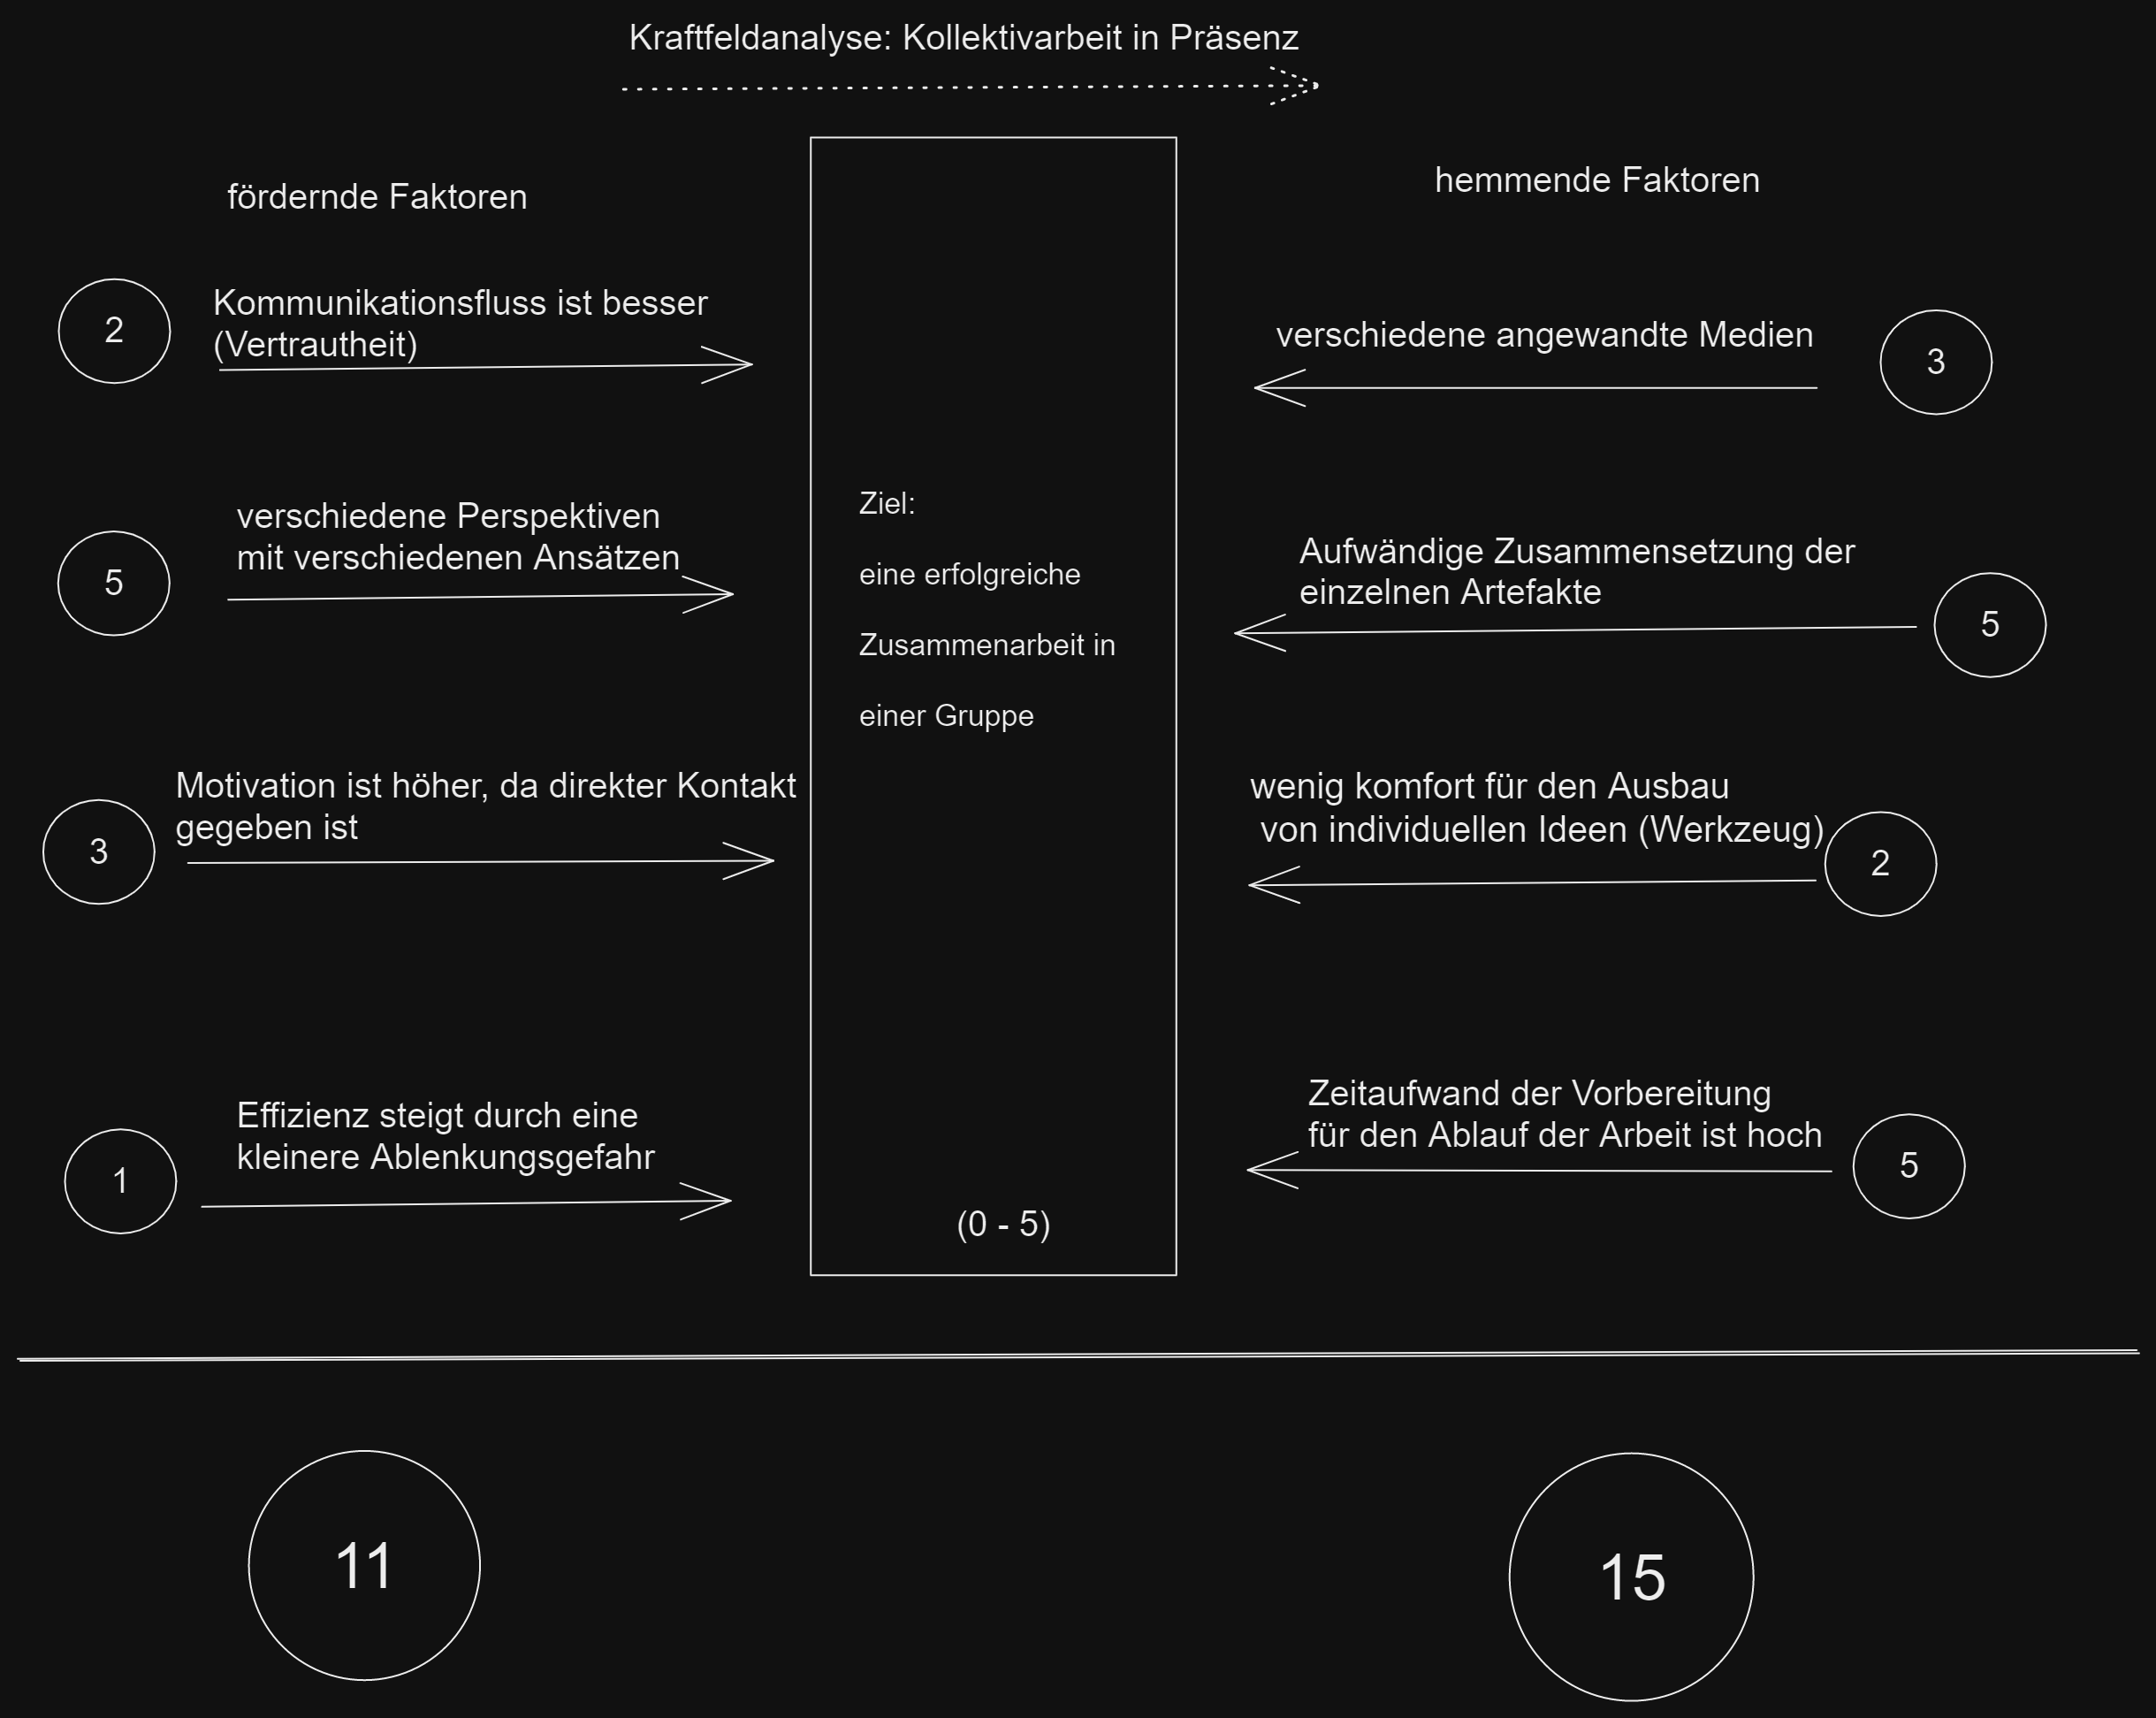 Kraftfeldanalyse: Kollektivarbeit in Präsenz
fördernde Faktoren
2
Kommunikationsfluss ist besser
(Vertrautheit)
5
verschiedene Perspektiven
mit verschiedenen Ansätzen
3
Motivation ist höher, da direkter Kontakt
gegeben ist
1
Effizienz steigt durch eine
kleinere Ablenkungsgefahr
Ziel:
eine erfolgreiche
Zusammenarbeit in
einer Gruppe
(0 - 5)
hemmende Faktoren
verschiedene angewandte Medien
3
Aufwändige Zusammensetzung der
einzelnen Artefakte
5
wenig komfort für den Ausbau
von individuellen Ideen (Werkzeug)
2
Zeitaufwand der Vorbereitung
für den Ablauf der Arbeit ist hoch
5
11
15